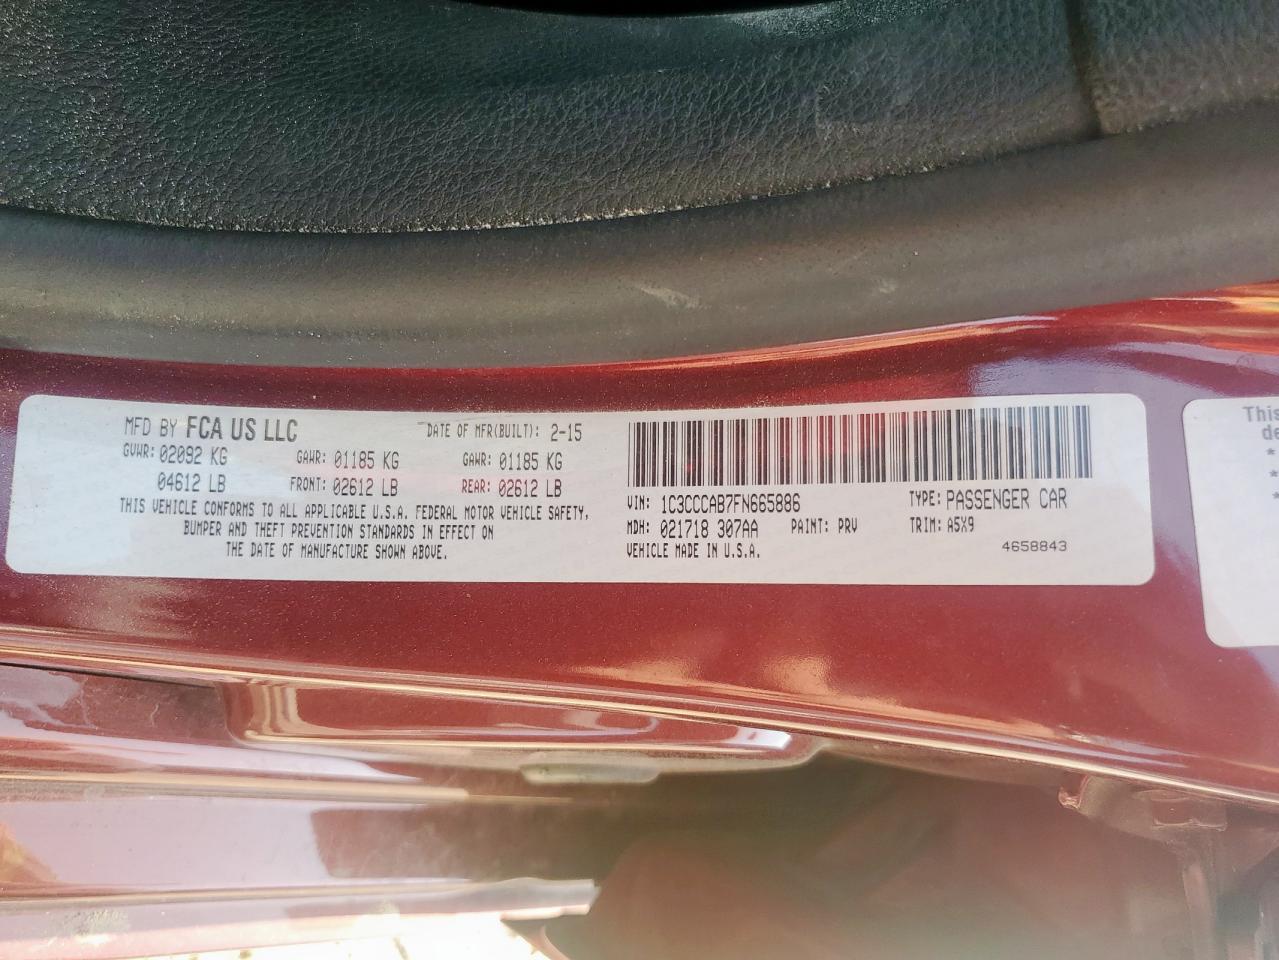 MFD BY FCA US LLC DATE OF MFR(BUILT): 2-15
GVWR: 02092 KG GAWR: 01185 KG GAWR: 01185 KG
04612 LB FRONT: 02612 LB REAR: 02612 LB
THIS VEHICLE CONFORMS TO ALL APPLICABLE U.S.A. FEDERAL MOTOR VEHICLE SAFETY,
BUMPER AND THEFT PREVENTION STANDARDS IN EFFECT ON
THE DATE OF MANUFACTURE SHOWN ABOVE.
VIN: 1C3CCCAB7FN665886 TYPE: PASSENGER CAR
MDH: 021718 307AA PAINT: PRV TRIM: A5X9
VEHICLE MADE IN U.S.A. 4658843
This
de
*
*
*